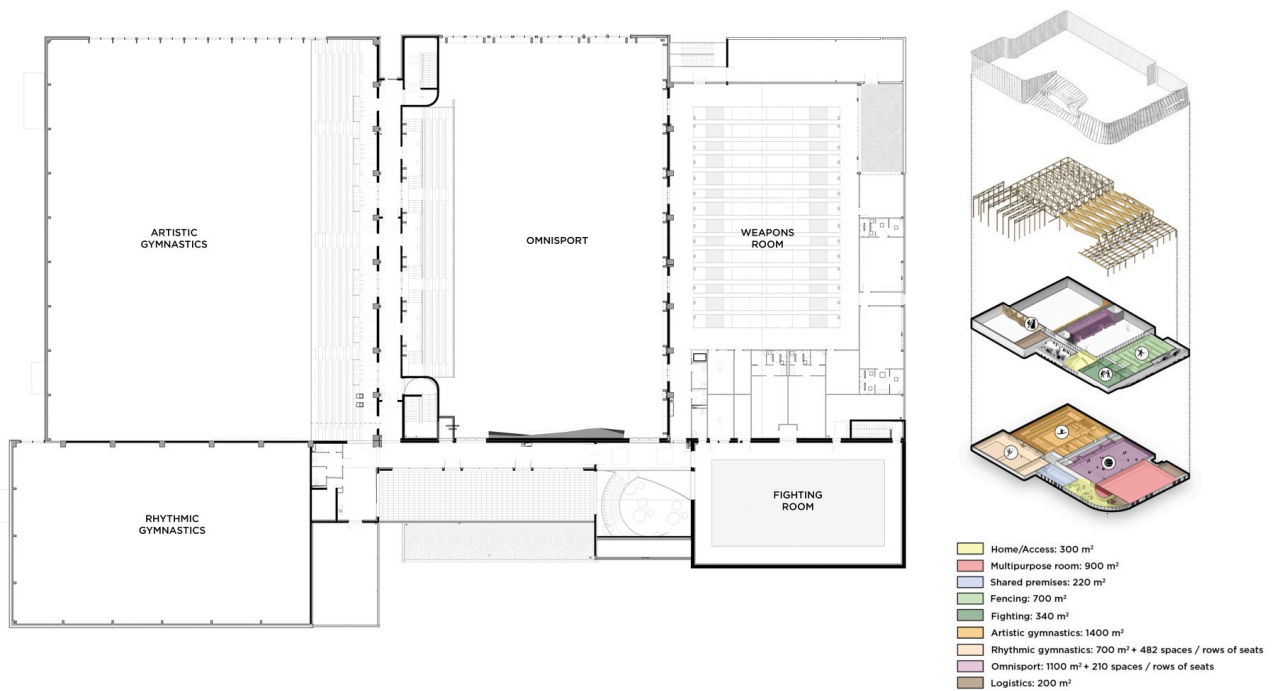 ARTISTIC
GYMNASTICS
OMNISPORT
WEAPONS
ROOM
RHYTHMIC
GYMNASTICS
FIGHTING
ROOM
Home/Access: 300 m²
Multipurpose room: 900 m²
Shared premises: 220 m²
Fencing: 700 m²
Fighting: 340 m²
Artistic gymnastics: 1400 m²
Rhythmic gymnastics: 700 m² + 482 spaces / rows of seats
Omnisport: 1100 m² + 210 spaces / rows of seats
Logistics: 200 m²